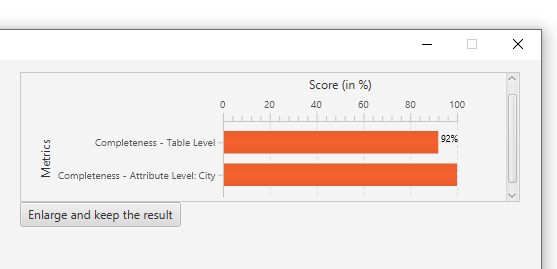 Score (in %)
0 20 40 60 80 100
Metrics
Completeness - Table Level
92%
Completeness - Attribute Level: City
Enlarge and keep the result